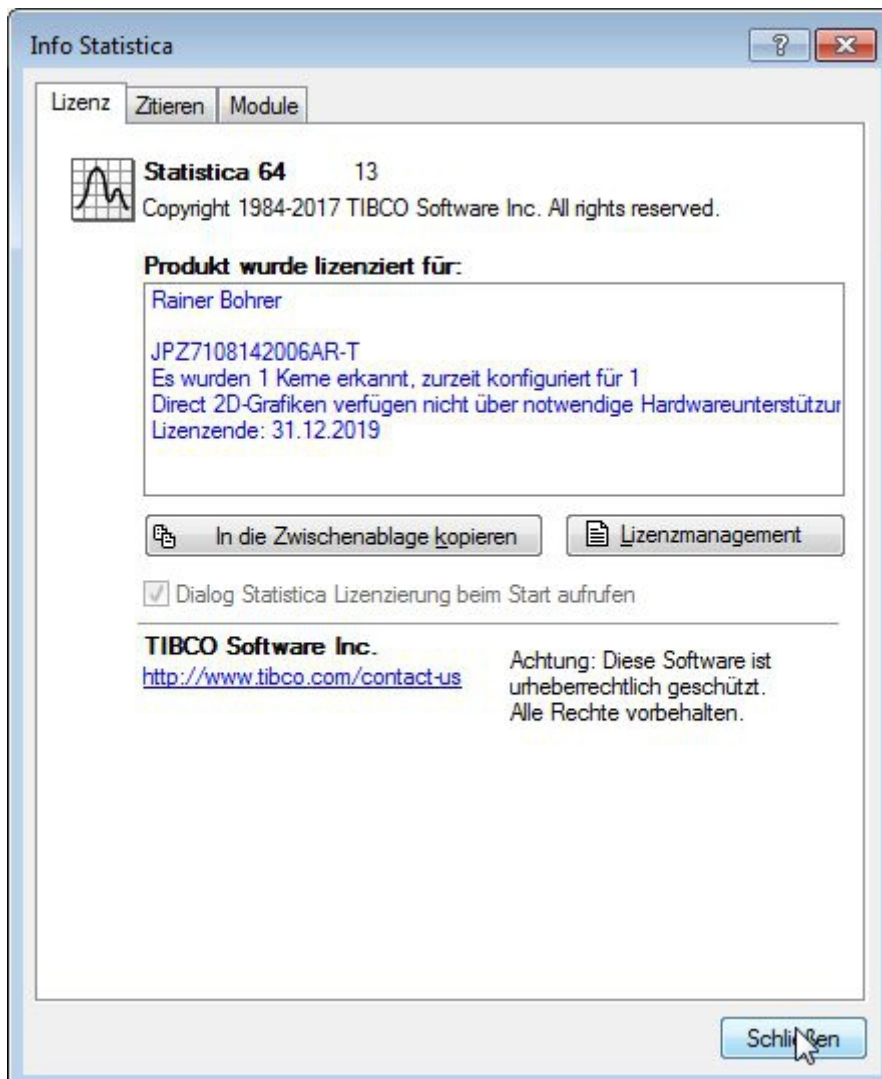 Info Statistica
Lizenz Zitieren Module
Statistica 64 13
Copyright 1984-2017 TIBCO Software Inc. All rights reserved.
Produkt wurde lizenziert für:
Rainer Bohrer
JPZ7108142006AR-T
Es wurden 1 Kerne erkannt, zurzeit konfiguriert für 1
Direct 2D-Grafiken verfügen nicht über notwendige Hardwareunterstützur
Lizenzende: 31.12.2019
In die Zwischenablage kopieren Lizenzmanagement
Dialog Statistica Lizenzierung beim Start aufrufen
TIBCO Software Inc.
http://www.tibco.com/contact-us
Achtung: Diese Software ist
urheberrechtlich geschützt.
Alle Rechte vorbehalten.
Schließen